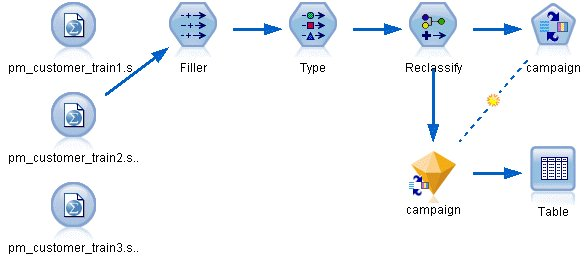 pm_customer_train1.s..
Filler
Type
Reclassify
campaign
pm_customer_train2.s..
campaign
Table
pm_customer_train3.s..